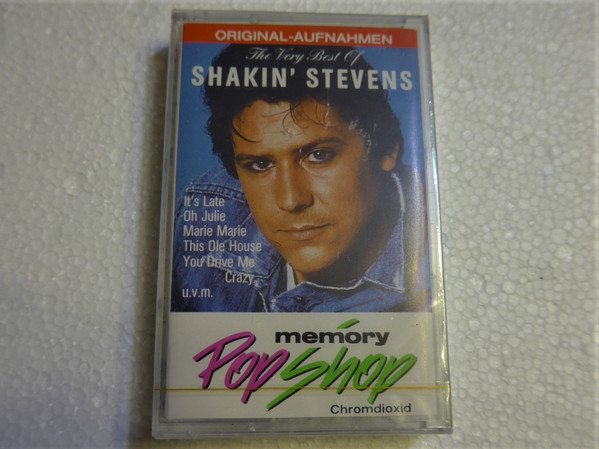 ORIGINAL-AUFNAHMEN
The Very Best Of
SHAKIN' STEVENS
It's Late
Oh Julie
Marie Marie
This Ole House
You Drive Me
Crazy
u.v.m.
memory
Pop Shop
Chromdioxid